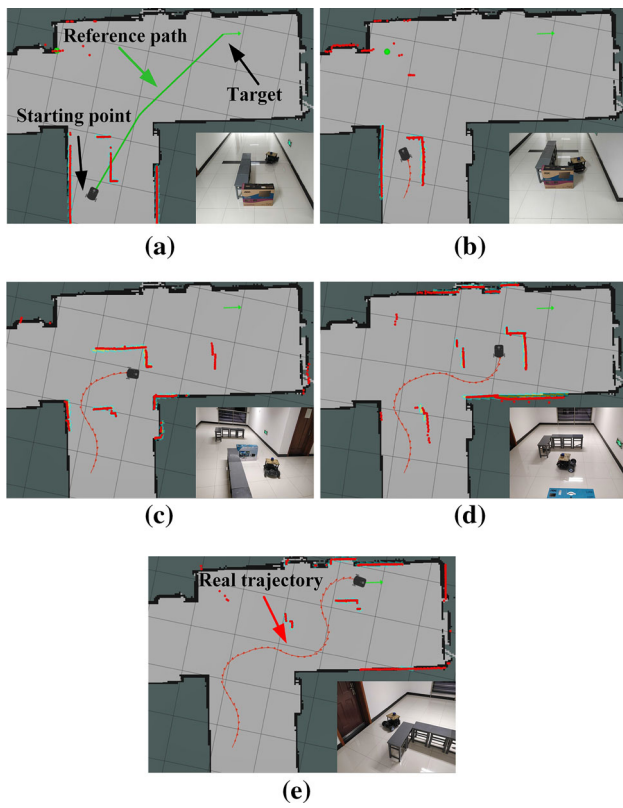 Reference path
Target
Starting point
(a)
(b)
(c)
(d)
Real trajectory
(e)